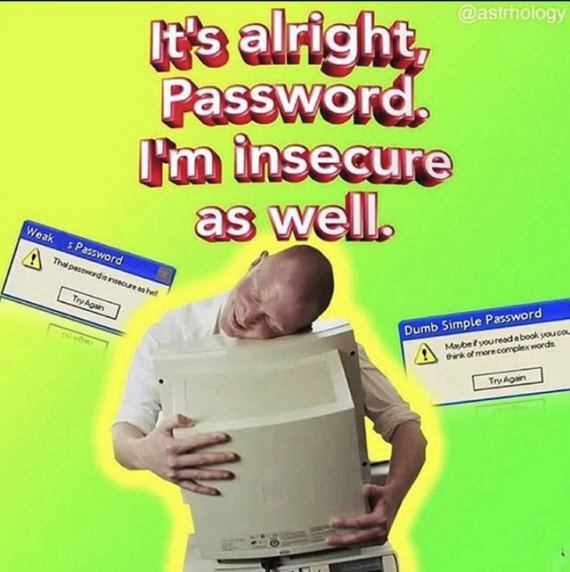 @astrhology
It's alright,
Password.
I'm insecure
as well.
Weak s Password
That password is insecure as hell
Try Again
Dumb Simple Password
Maybe if you read a book you cou
think of more complex words.
Try Again